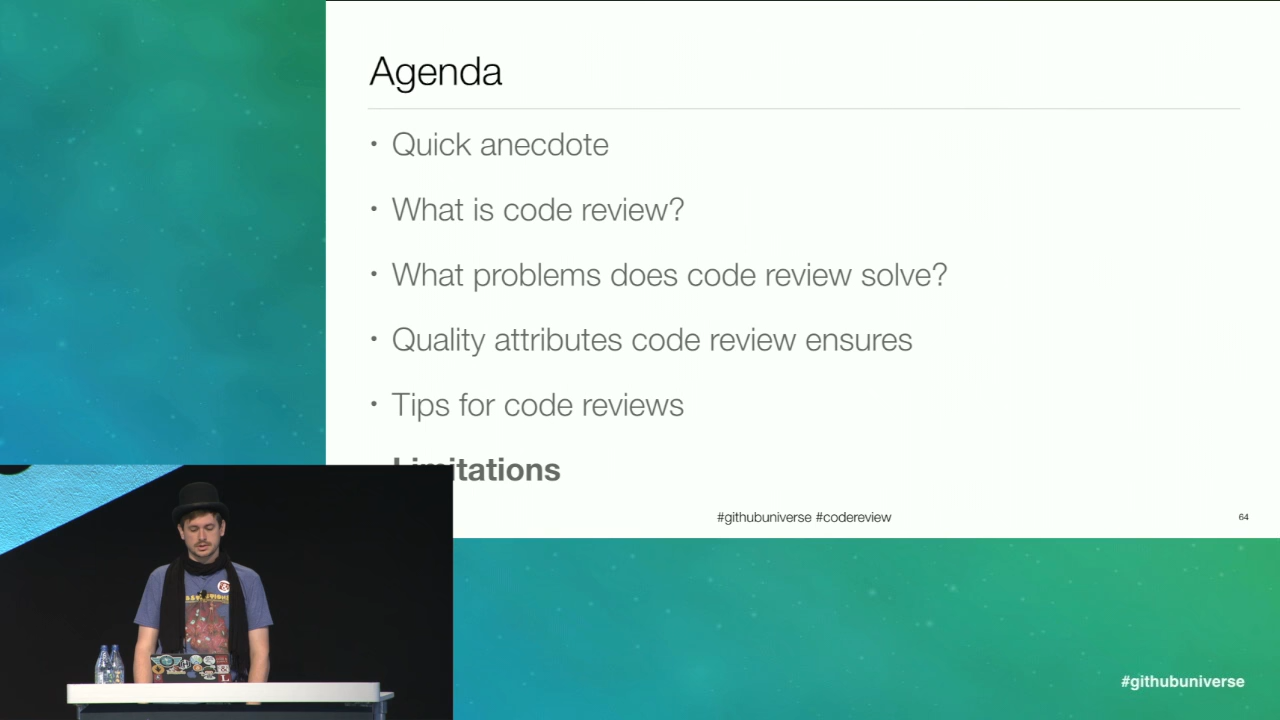 Agenda
• Quick anecdote
• What is code review?
• What problems does code review solve?
• Quality attributes code review ensures
• Tips for code reviews
Limitations
#githubuniverse #codereview
64
#githubuniverse